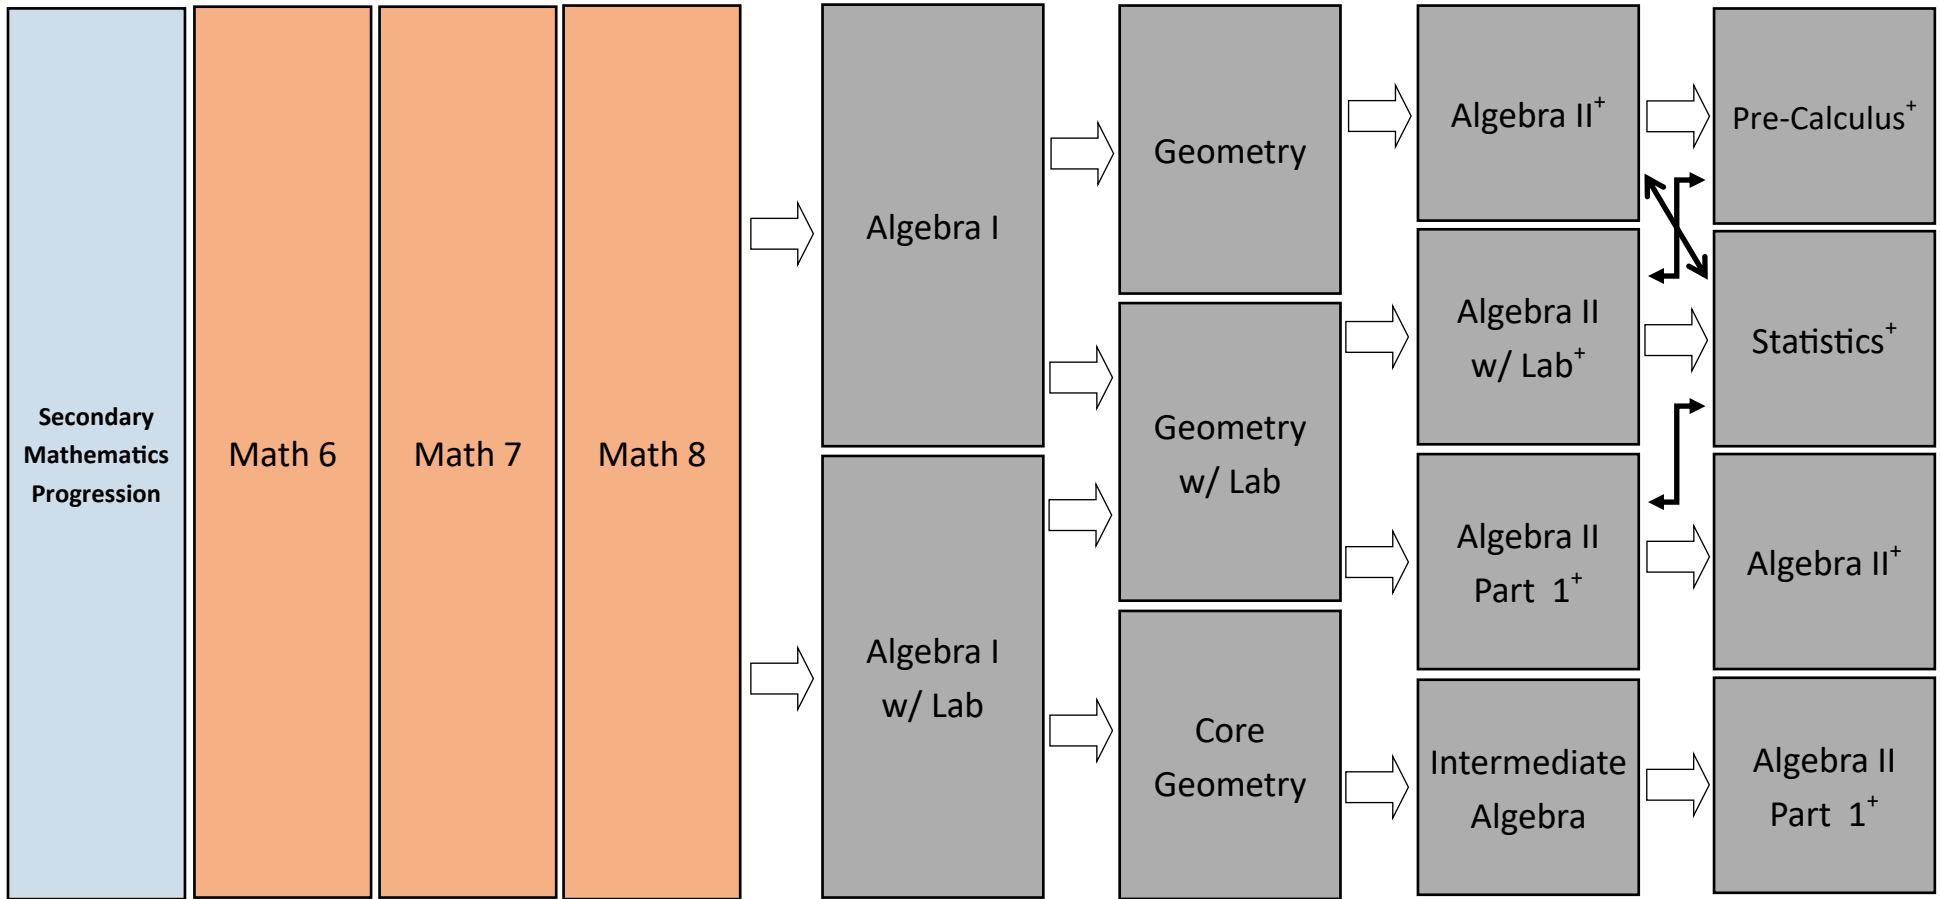 Secondary
Mathematics
Progression
Math 6
Math 7
Math 8
Algebra I
Algebra I
w/ Lab
Geometry
Geometry
w/ Lab
Core
Geometry
Algebra II⁺
Algebra II
w/ Lab⁺
Algebra II
Part 1⁺
Intermediate
Algebra
Pre-Calculus⁺
Statistics⁺
Algebra II⁺
Algebra II
Part 1⁺